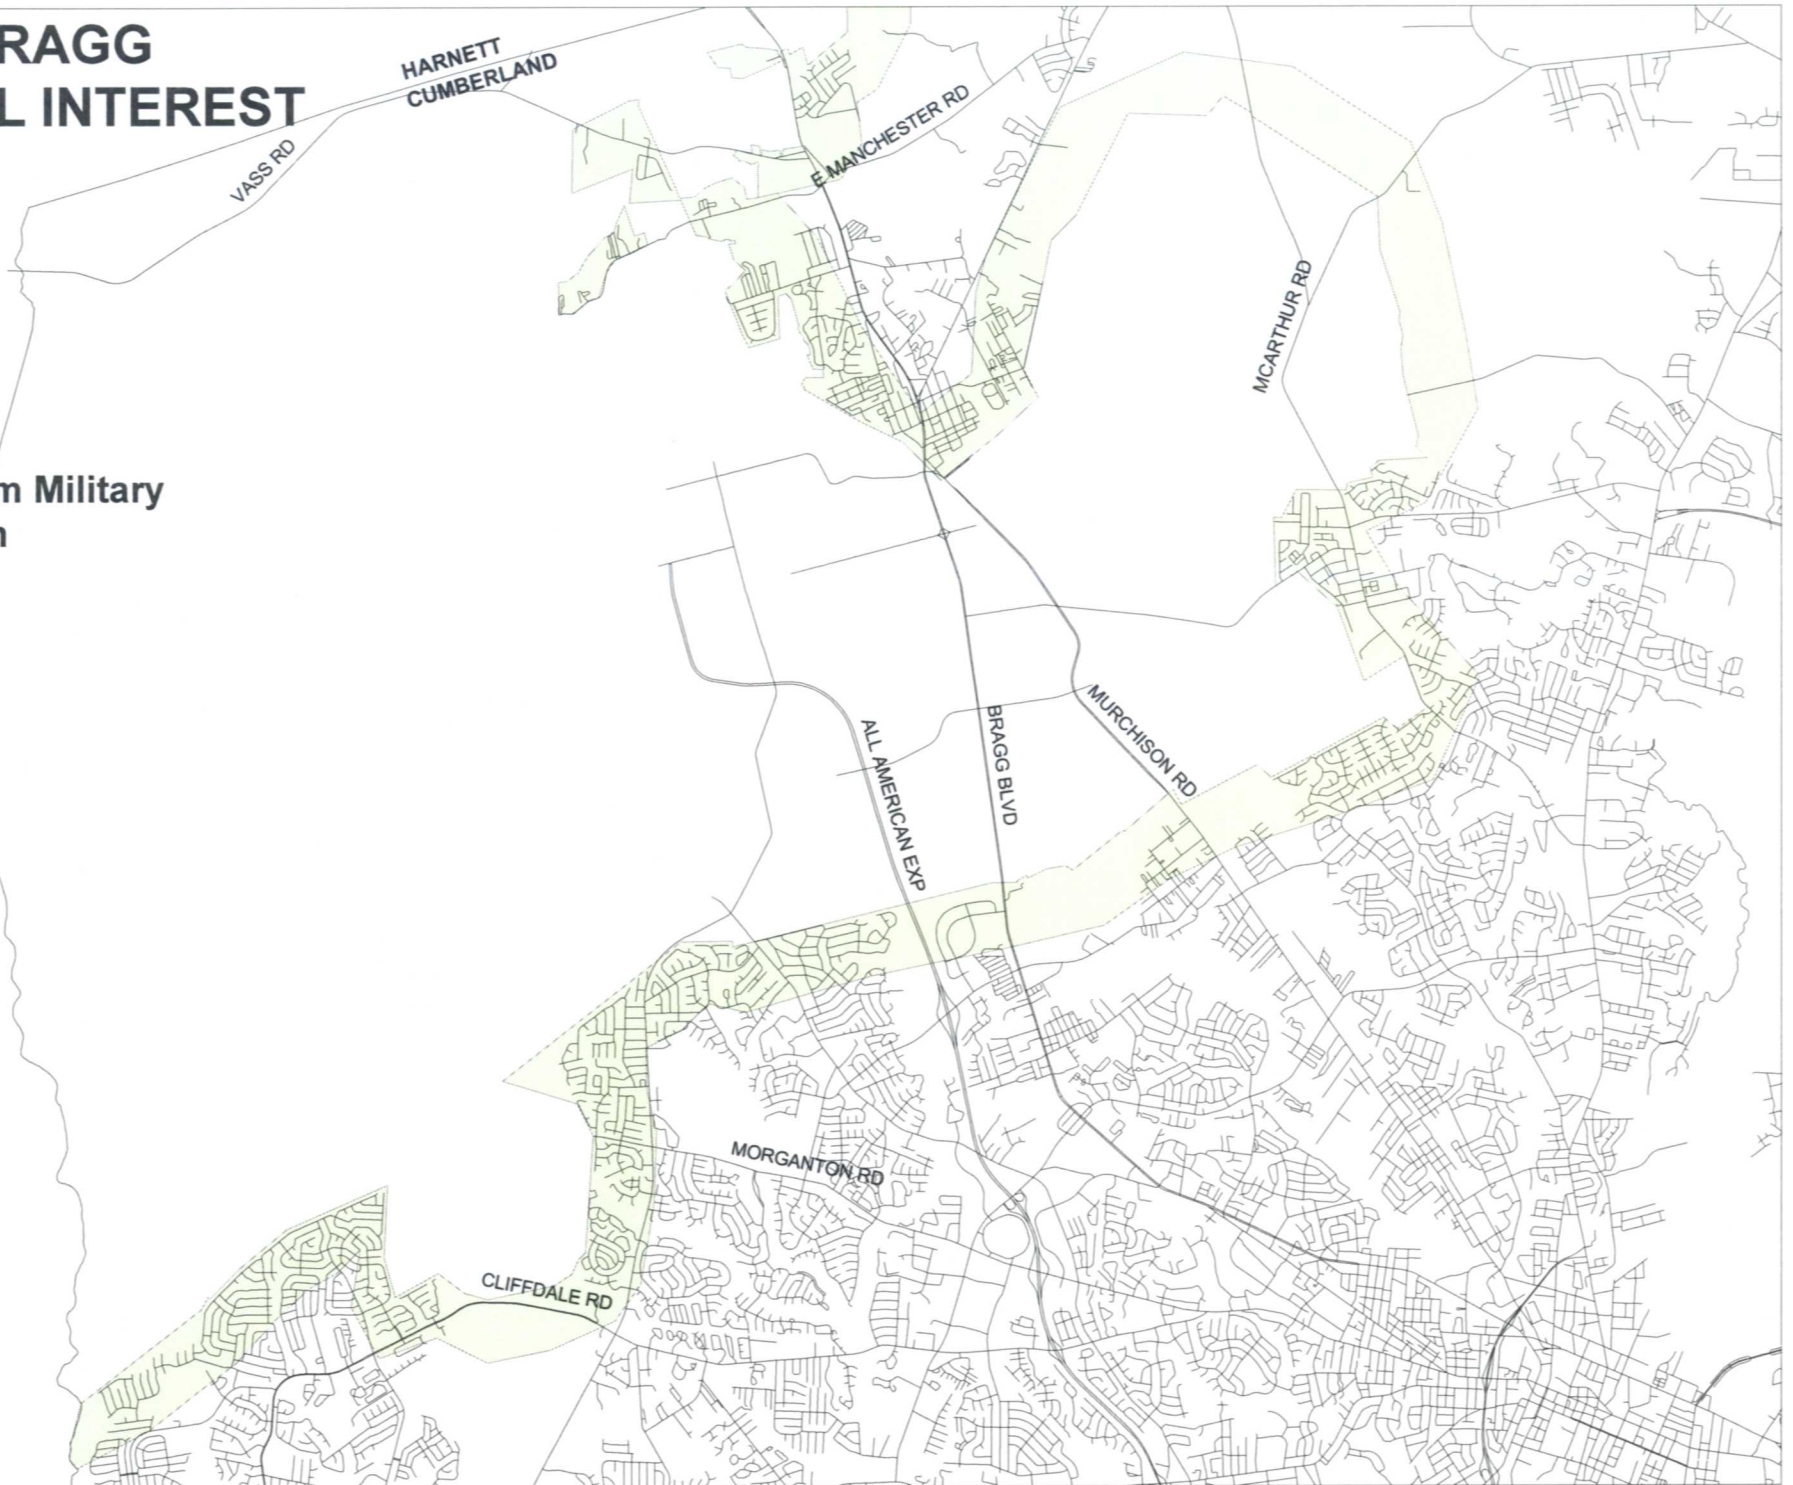 RAGG
L INTEREST
HARNETT
CUMBERLAND
VASS RD
E MANCHESTER RD
MCARTHUR RD
m Military
MURCHISON RD
BRAGG BLVD
ALL AMERICAN EXP
MORGANTON RD
CLIFFDALE RD